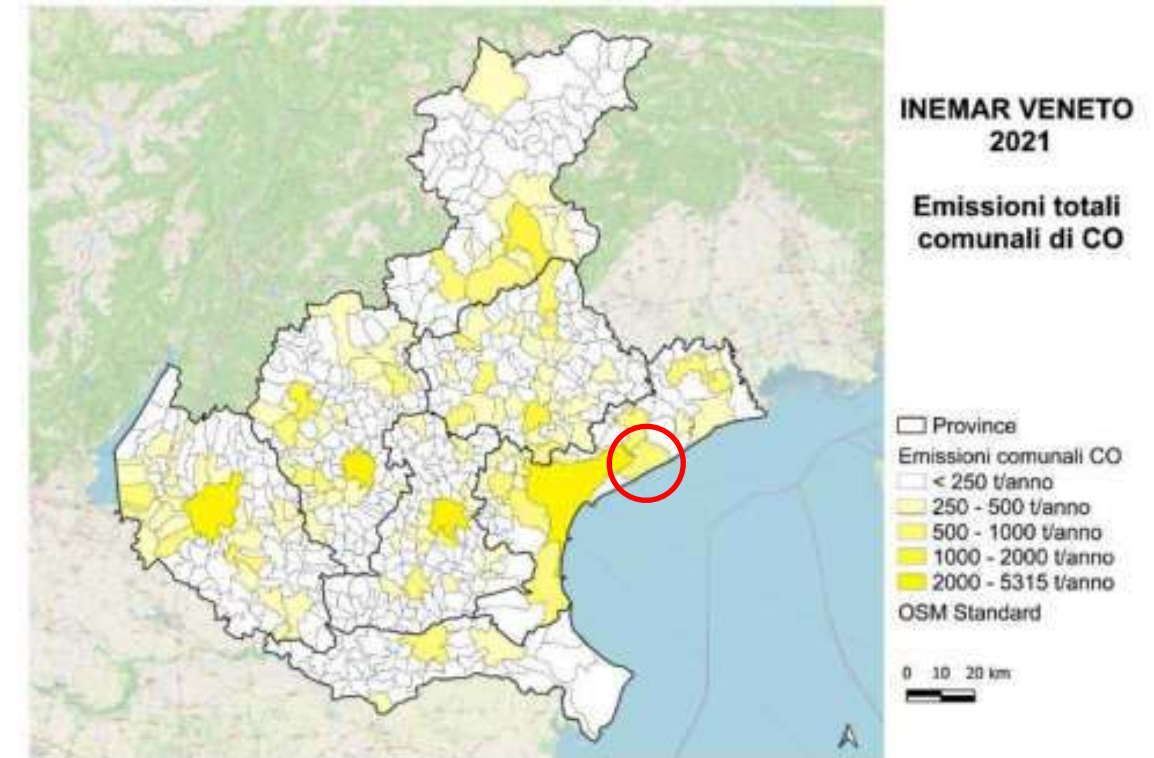 INEMAR VENETO
2021
Emissioni totali
comunali di CO
Province
Emissioni comunali CO
< 250 t/anno
250 - 500 t/anno
500 - 1000 t/anno
1000 - 2000 t/anno
2000 - 5315 t/anno
OSM Standard
0 10 20 km